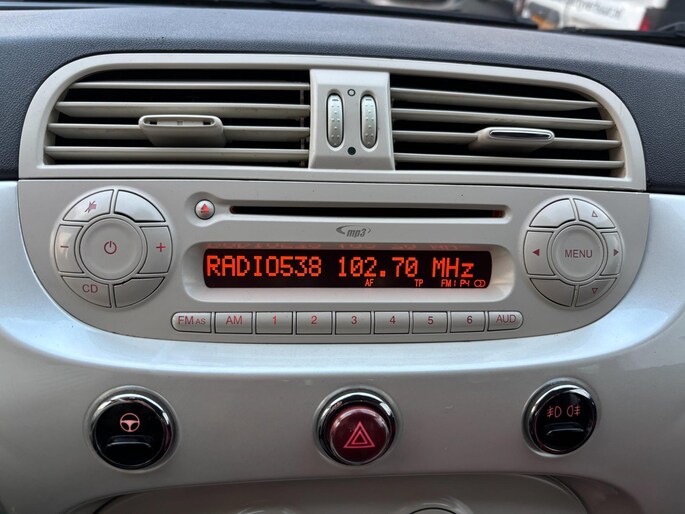 mp3
CD
MENU
RADIO538 102.70 MHz
AF TP FM1 P4
FM AS AM 1 2 3 4 5 6 AUD